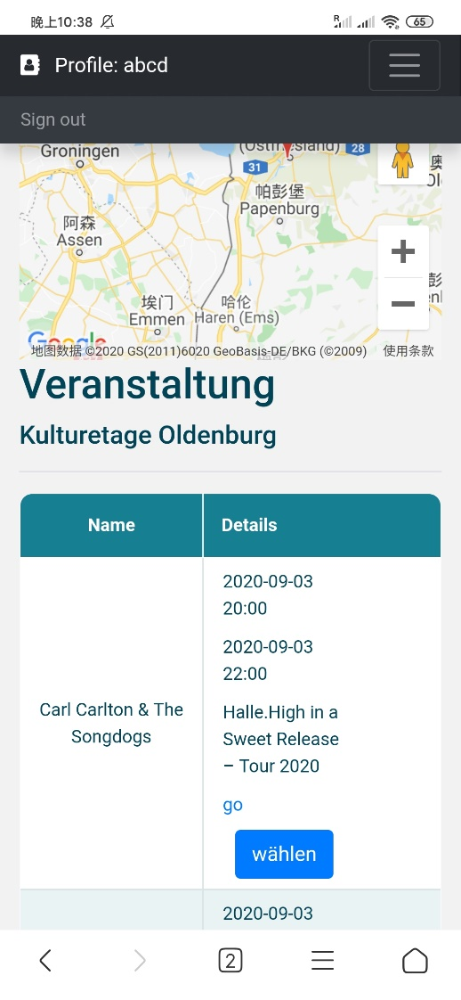 晚上10:38
R
65
Profile: abcd
Sign out
Groningen
(Ostfriesland)
28
31
帕彭堡
Papenburg
奥
阿森
Assen
埃门
Emmen
哈伦
Haren (Ems)
彭
Google
地图数据 ©2020 GS(2011)6020 GeoBasis-DE/BKG (©2009)
使用条款
Veranstaltung
Kulturetage Oldenburg
Name
Details
2020-09-03
20:00
2020-09-03
22:00
Carl Carlton & The
Songdogs
Halle.High in a
Sweet Release
– Tour 2020
go
wählen
2020-09-03
2